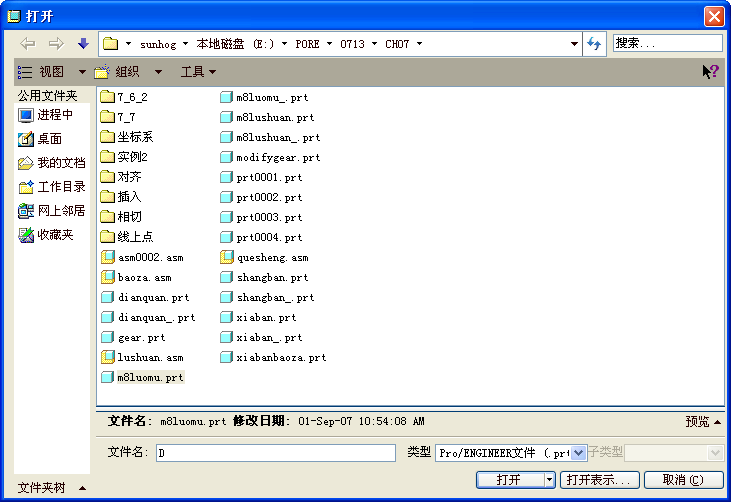 打开
sunhog 本地磁盘 (E:) PORE 0713 CH07 搜索...
视图 组织 工具
公用文件夹
进程中
桌面
我的文档
工作目录
网上邻居
收藏夹
7_6_2
7_7
坐标系
实例2
对齐
插入
相切
线上点
asm0002.asm
baoza.asm
dianquan.prt
dianquan_.prt
gear.prt
lushuan.asm
m8luomu.prt
m8luomu_.prt
m8lushuan.prt
m8lushuan_.prt
modifygear.prt
prt0001.prt
prt0002.prt
prt0003.prt
prt0004.prt
quesheng.asm
shangban.prt
shangban_.prt
xiaban.prt
xiaban_.prt
xiabanbaoza.prt
文件名: m8luomu.prt 修改日期: 01-Sep-07 10:54:08 AM 预览
文件名: D 类型 Pro/ENGINEER文件 (.prt 子类型
打开 打开表示... 取消(C)
文件夹树